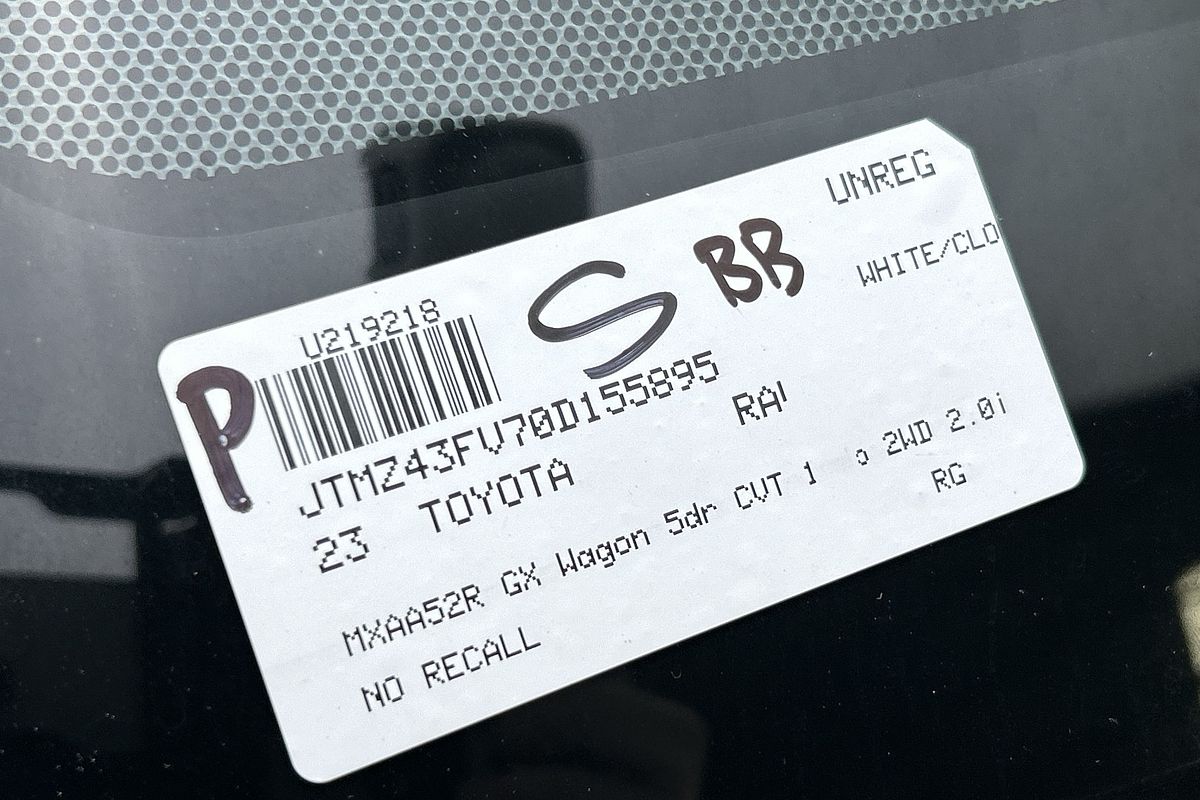 UNREG
BB
S
WHITE/CLO
U219218
P
JTMZ43FV70D155895
23 TOYOTA RA
MXAA52R GX Wagon 5dr CVT 1 o 2WD 2.0i
NO RECALL RG